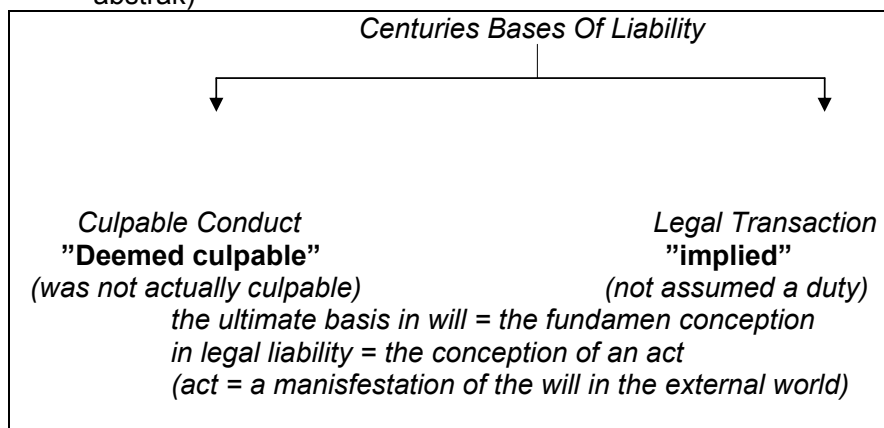 abstrak)
Centuries Bases Of Liability
Culpable Conduct Legal Transaction
”Deemed culpable” ”implied”
(was not actually culpable) (not assumed a duty)
the ultimate basis in will = the fundamen conception
in legal liability = the conception of an act
(act = a manisfestation of the will in the external world)